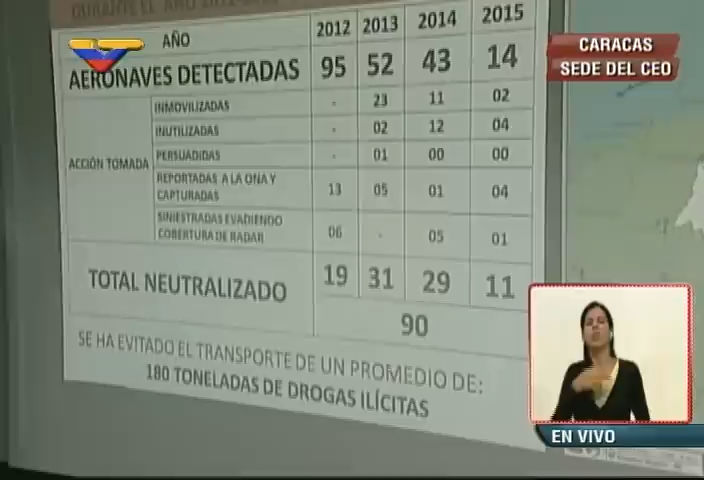 DURANTE EL AÑO
AÑO 2012 2013 2014 2015
AERONAVES DETECTADAS 95 52 43 14
ACCIÓN TOMADA
INMOVILIZADAS - 23 11 02
INUTILIZADAS - 02 12 04
PERSUADIDAS - 01 00 00
REPORTADAS A LA ONA Y
CAPTURADAS 13 05 01 04
SINIESTRADAS EVADIENDO
COBERTURA DE RADAR 06 - 05 01
TOTAL NEUTRALIZADO 19 31 29 11
90
SE HA EVITADO EL TRANSPORTE DE UN PROMEDIO DE:
180 TONELADAS DE DROGAS ILÍCITAS
CARACAS
SEDE DEL CEO
EN VIVO